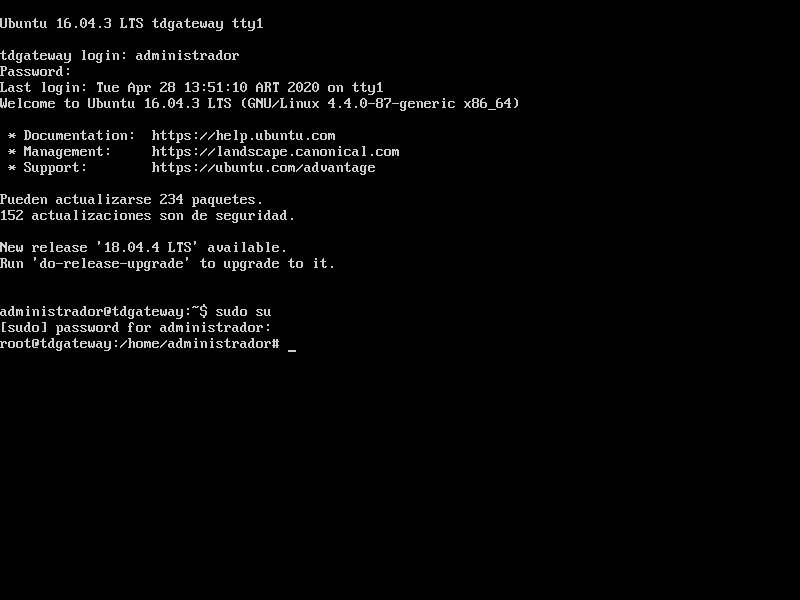 Ubuntu 16.04.3 LTS tdgateway tty1
tdgateway login: administrador
Password:
Last login: Tue Apr 28 13:51:10 ART 2020 on tty1
Welcome to Ubuntu 16.04.3 LTS (GNU/Linux 4.4.0-87-generic x86_64)
* Documentation:  https://help.ubuntu.com
* Management:     https://landscape.canonical.com
* Support:        https://ubuntu.com/advantage
Pueden actualizarse 234 paquetes.
152 actualizaciones son de seguridad.
New release '18.04.4 LTS' available.
Run 'do-release-upgrade' to upgrade to it.
administrador@tdgateway:~$ sudo su
[sudo] password for administrador:
root@tdgateway:/home/administrador# _